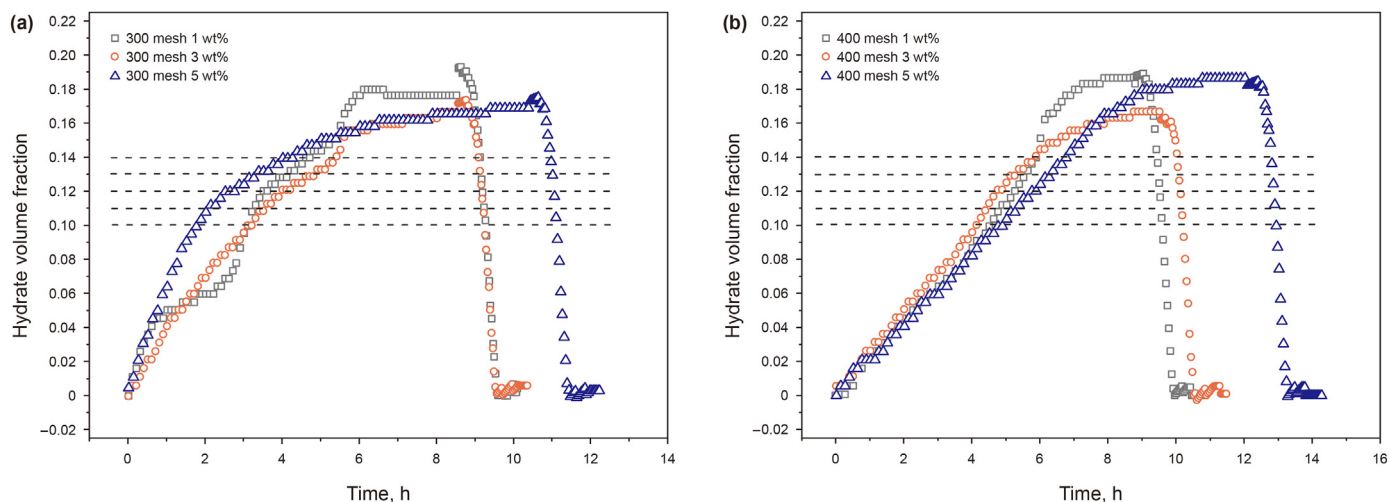 (a)
0.22
0.20
0.18
0.16
0.14
0.12
0.10
0.08
0.06
0.04
0.02
0
−0.02
Hydrate volume fraction
300 mesh 1 wt%
300 mesh 3 wt%
300 mesh 5 wt%
0 2 4 6 8 10 12 14
Time, h
(b)
0.22
0.20
0.18
0.16
0.14
0.12
0.10
0.08
0.06
0.04
0.02
0
−0.02
Hydrate volume fraction
400 mesh 1 wt%
400 mesh 3 wt%
400 mesh 5 wt%
0 2 4 6 8 10 12 14 16
Time, h